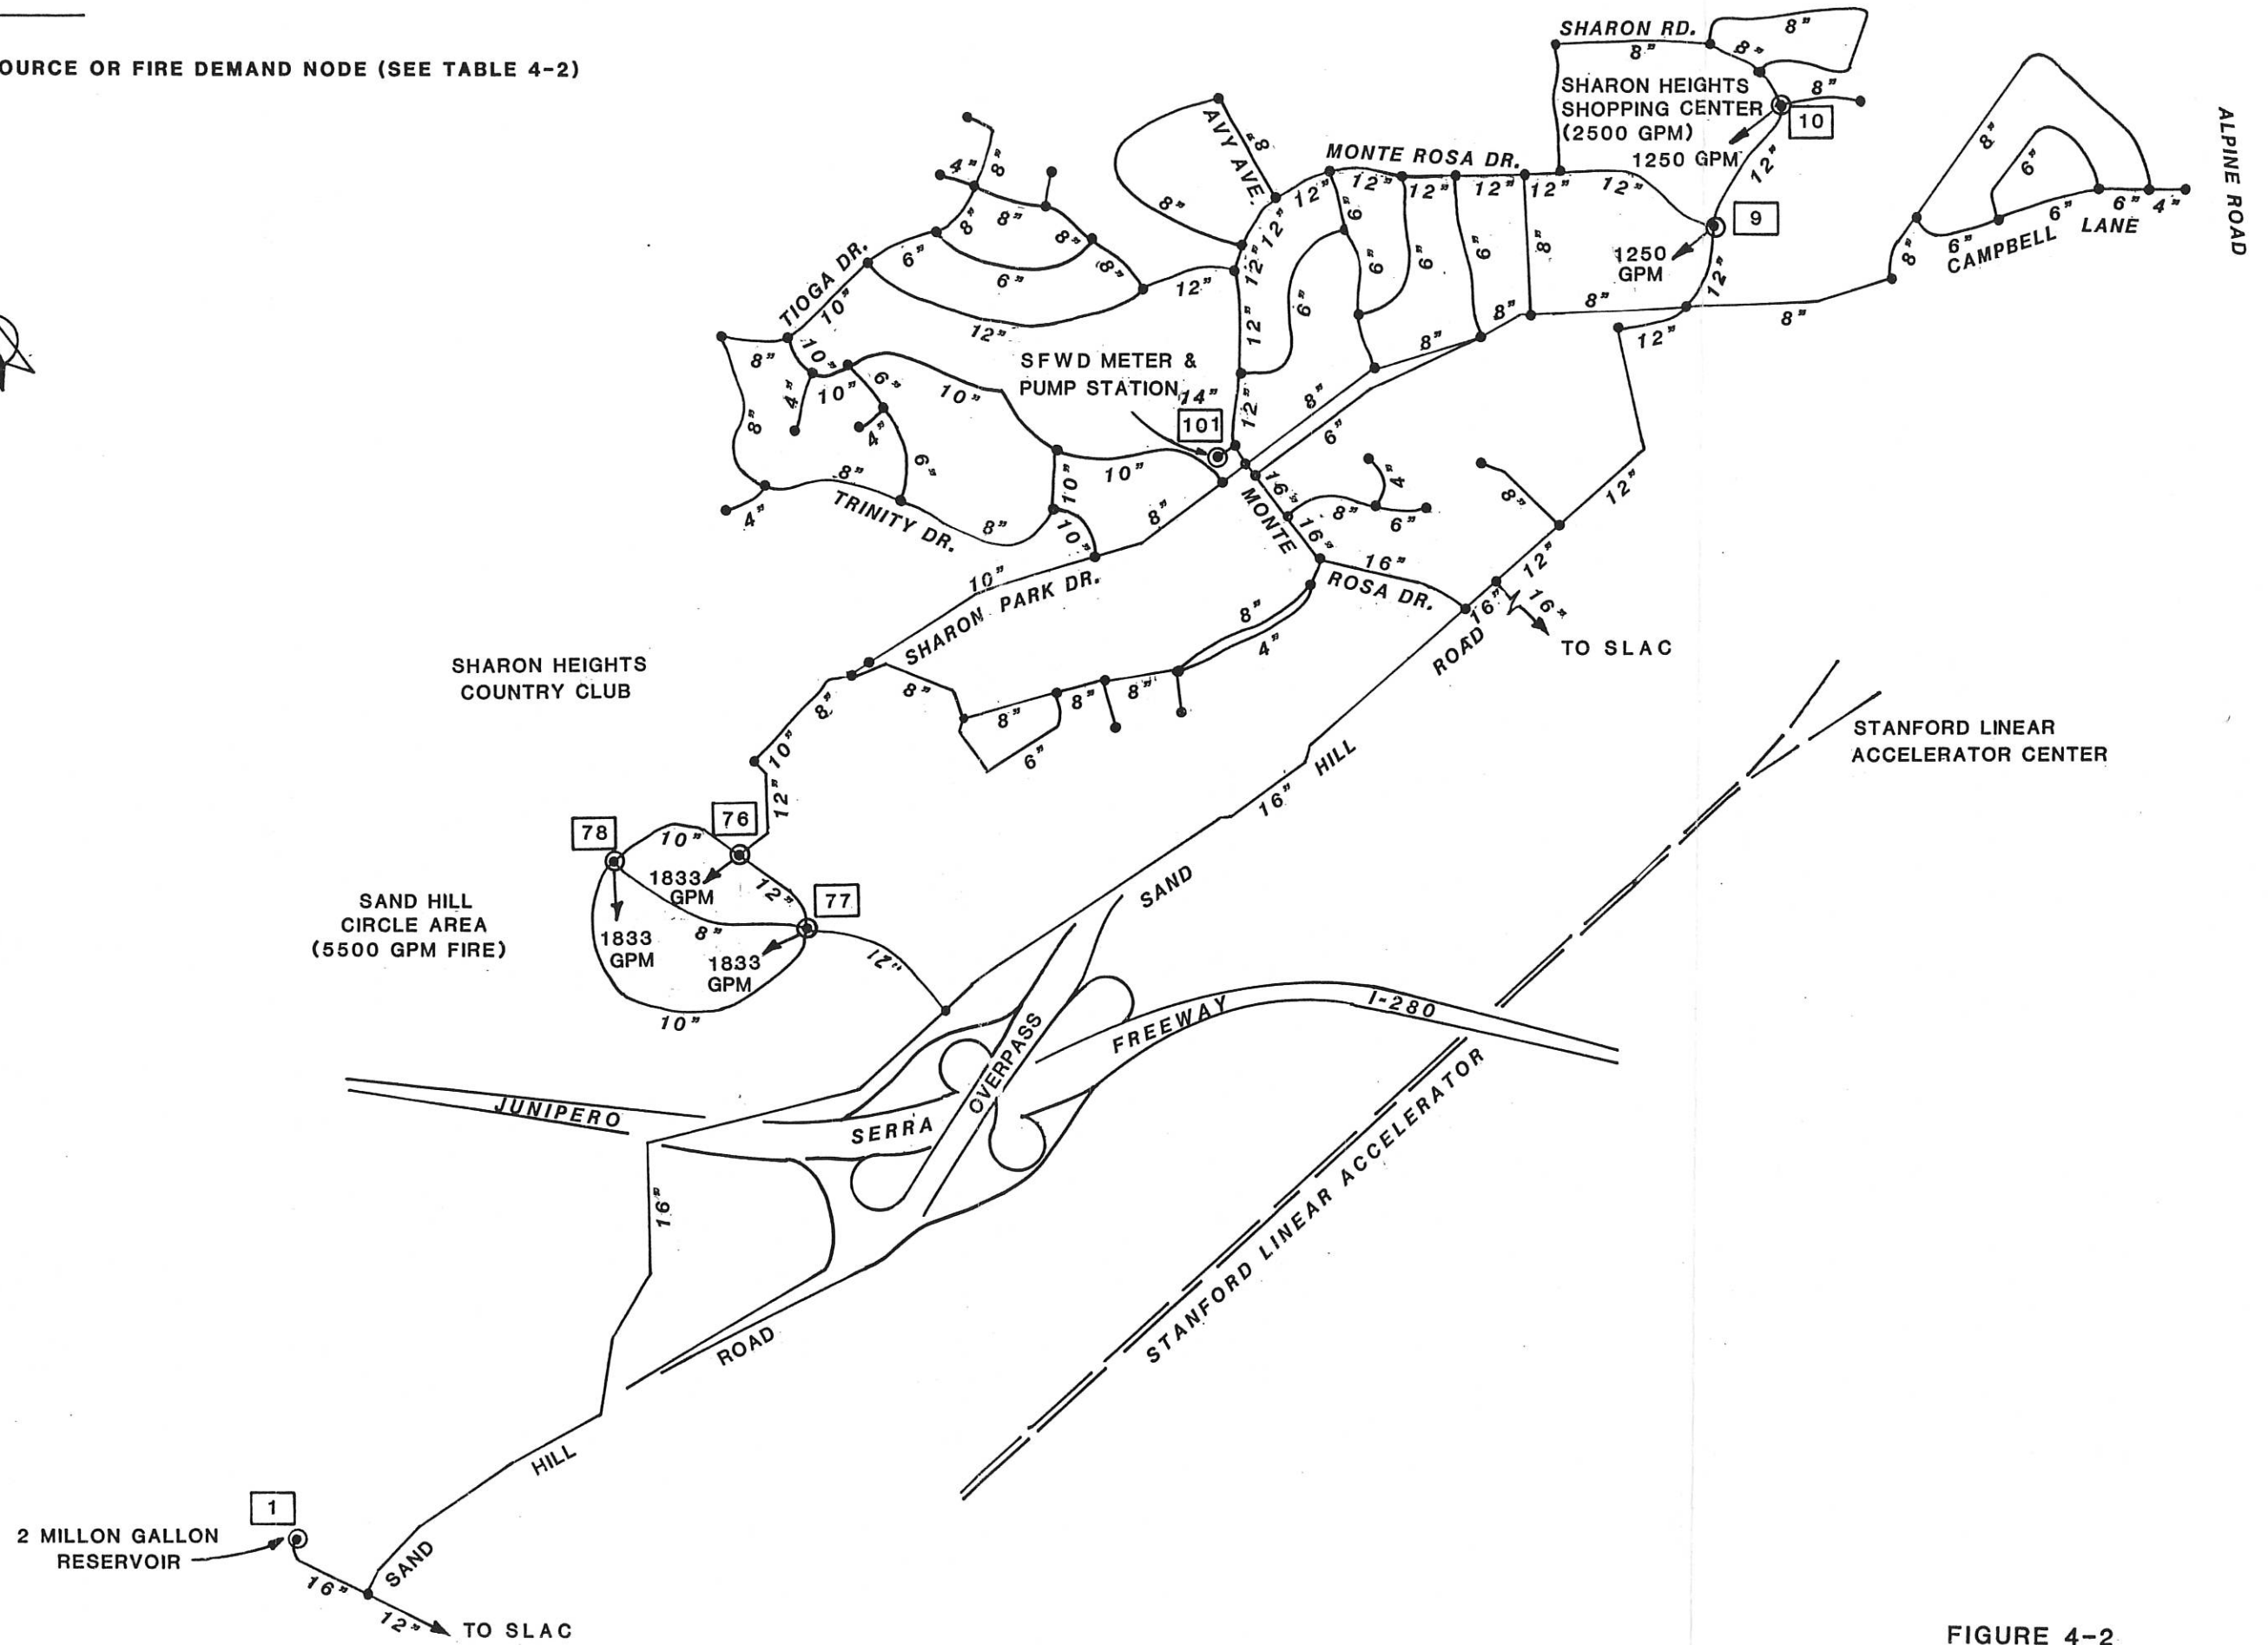 OURCE OR FIRE DEMAND NODE (SEE TABLE 4-2)
SHARON RD.
8"
8"
8"
SHARON HEIGHTS
SHOPPING CENTER
(2500 GPM)
8"
10
1250 GPM
12"
AVY AVE.
8"
8"
MONTE ROSA DR.
12"
12"
12"
12"
12"
12"
9
1250
GPM
12"
8"
6"
6"
6"
4"
6"
CAMPBELL LANE
8"
ALPINE ROAD
4"
8"
8"
8"
8"
8"
6"
6"
12"
12"
TIOGA DR.
10"
12"
12"
12"
6"
6"
6"
6"
6"
8"
8"
8"
8"
8"
12"
8"
10"
4"
10"
6"
4"
10"
8"
SFWD METER &
PUMP STATION
14"
101
12"
8"
6"
6"
8"
4"
TRINITY DR.
8"
10"
10"
10"
8"
16"
MONTE
16"
8"
4"
6"
8"
12"
12"
16"
ROSA DR.
16"
16"
TO SLAC
10"
SHARON PARK DR.
8"
4"
ROAD
SHARON HEIGHTS
COUNTRY CLUB
8"
8"
8"
8"
8"
6"
10"
12"
HILL
16"
STANFORD LINEAR
ACCELERATOR CENTER
78
10"
76
1833
GPM
12"
77
SAND
SAND HILL
CIRCLE AREA
(5500 GPM FIRE)
1833
GPM
8"
1833
GPM
12"
10"
OVERPASS
FREEWAY
I-280
JUNIPERO
SERRA
16"
STANFORD LINEAR ACCELERATOR
ROAD
HILL
1
2 MILLON GALLON
RESERVOIR
SAND
16"
12"
TO SLAC
FIGURE 4-2